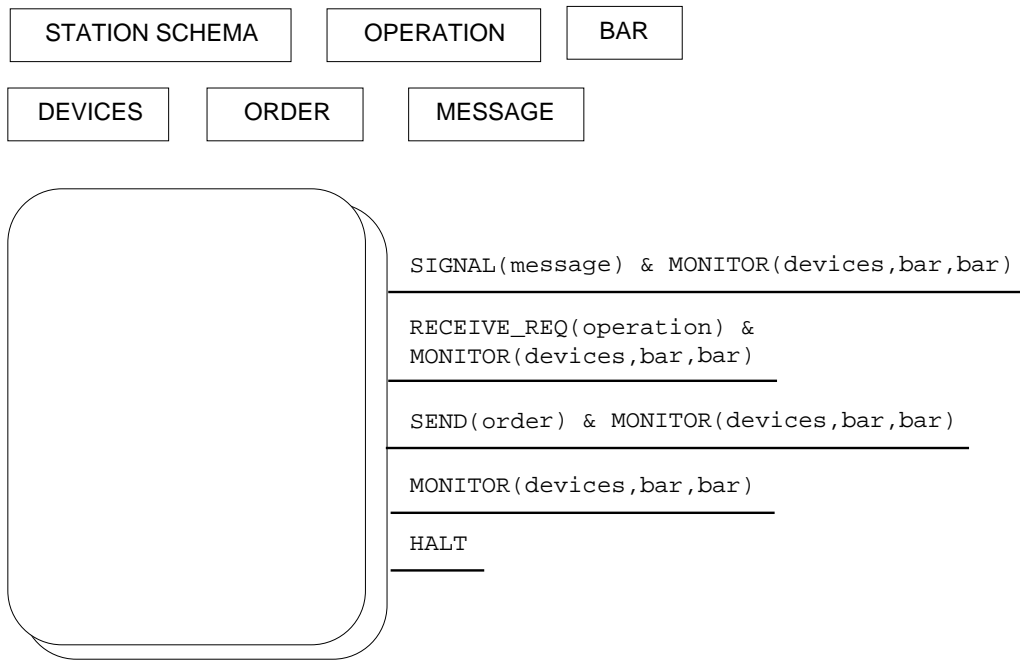 STATION SCHEMA OPERATION BAR
DEVICES ORDER MESSAGE
SIGNAL(message) & MONITOR(devices,bar,bar)
RECEIVE_REQ(operation) &
MONITOR(devices,bar,bar)
SEND(order) & MONITOR(devices,bar,bar)
MONITOR(devices,bar,bar)
HALT